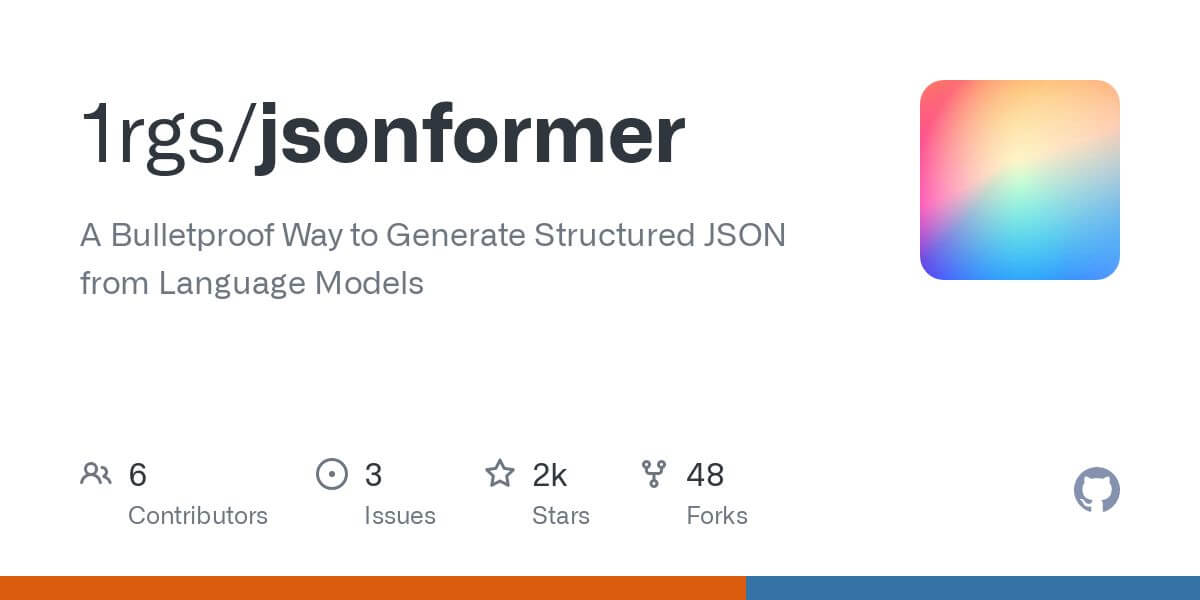 1rgs/jsonformer
A Bulletproof Way to Generate Structured JSON
from Language Models
6
Contributors
3
Issues
2k
Stars
48
Forks